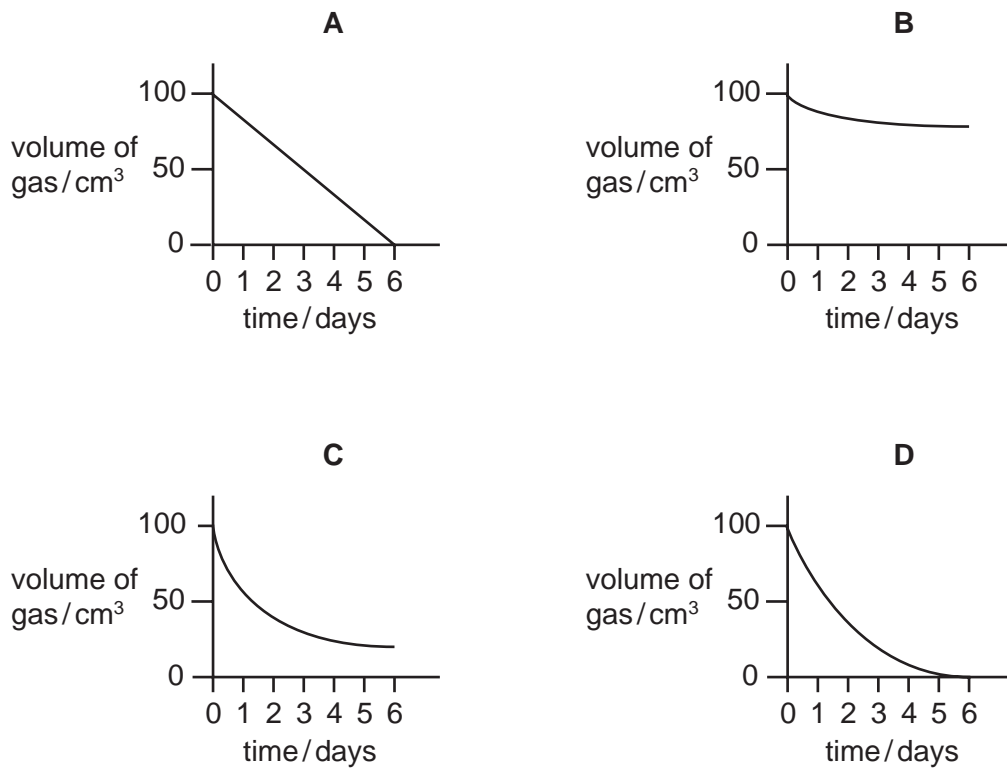 A
100
volume of
gas / cm³
50
0
0 1 2 3 4 5 6
time / days
B
100
volume of
gas / cm³
50
0
0 1 2 3 4 5 6
time / days
C
100
volume of
gas / cm³
50
0
0 1 2 3 4 5 6
time / days
D
100
volume of
gas / cm³
50
0
0 1 2 3 4 5 6
time / days